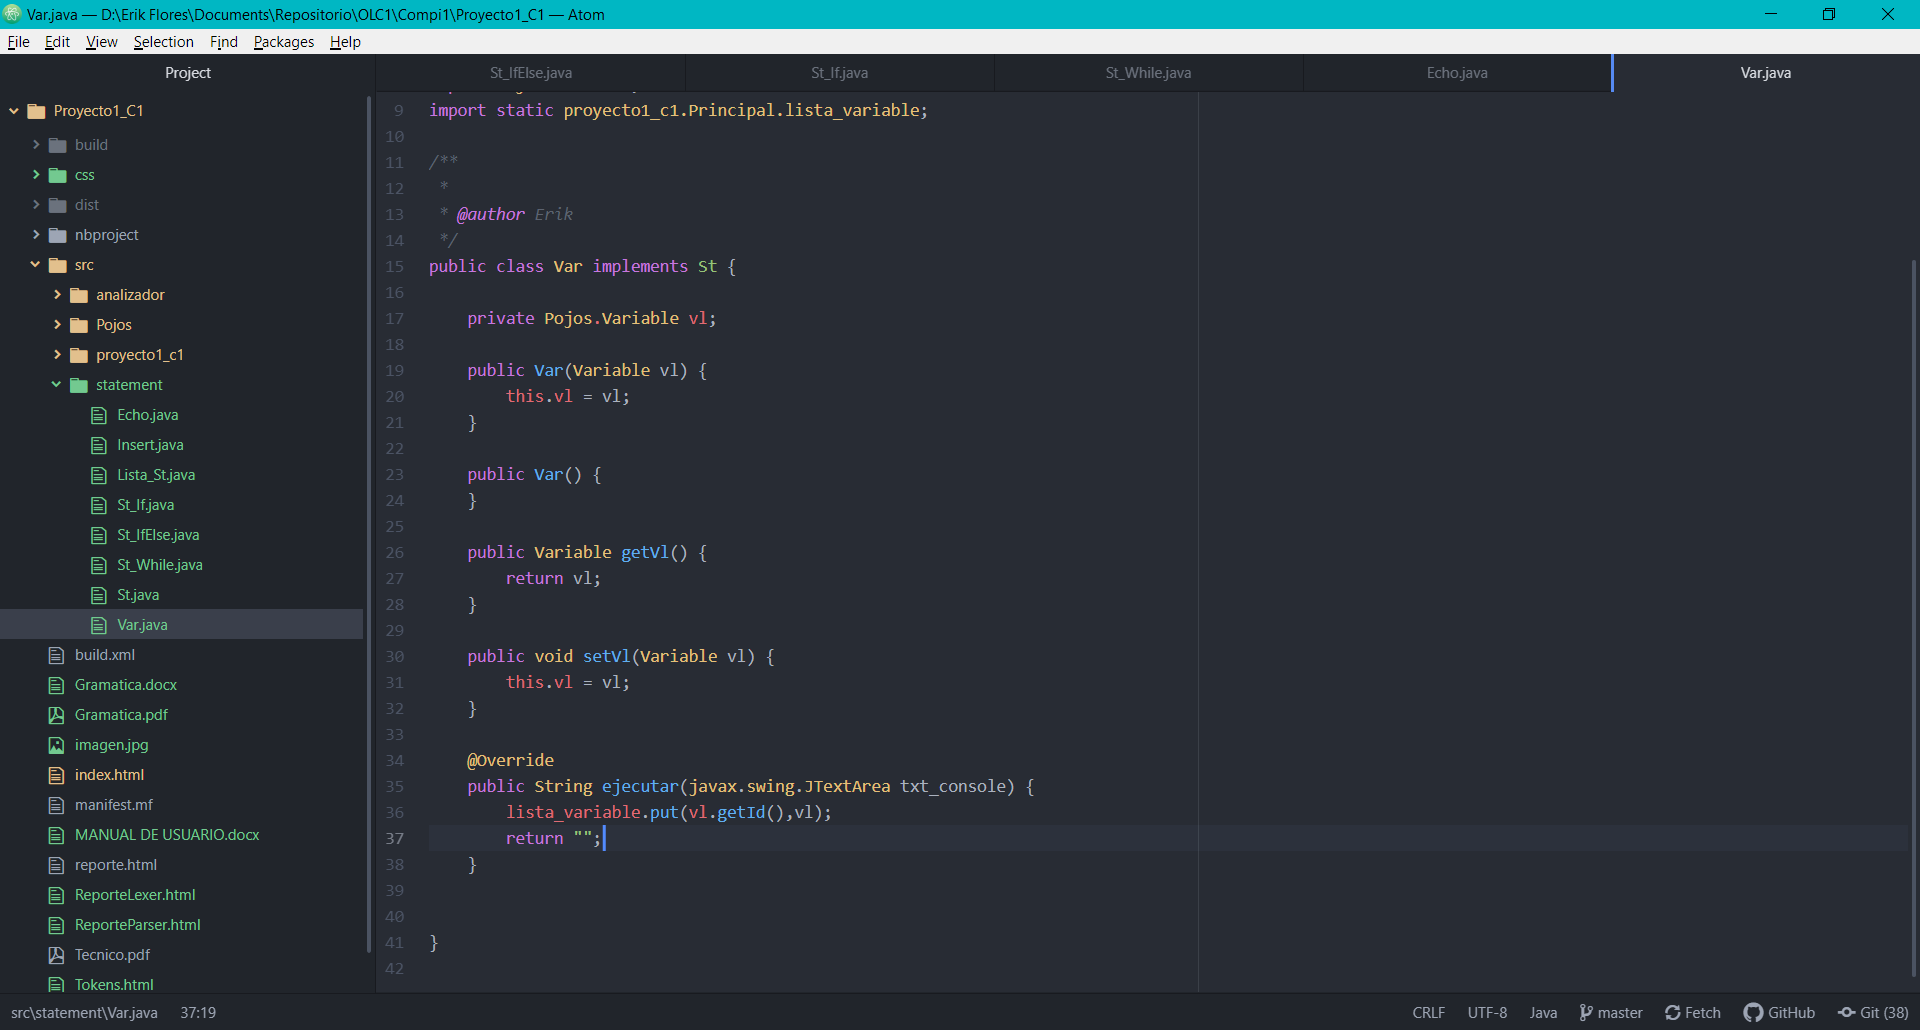 Var.java — D:\Erik Flores\Documents\Repositorio\OLC1\Compi1\Proyecto1_C1 — Atom
File Edit View Selection Find Packages Help
Project
St_IfElse.java St_If.java St_While.java Echo.java Var.java
Proyecto1_C1
build
css
dist
nbproject
src
analizador
Pojos
proyecto1_c1
statement
Echo.java
Insert.java
Lista_St.java
St_If.java
St_IfElse.java
St_While.java
St.java
Var.java
build.xml
Gramatica.docx
Gramatica.pdf
imagen.jpg
index.html
manifest.mf
MANUAL DE USUARIO.docx
reporte.html
ReporteLexer.html
ReporteParser.html
Tecnico.pdf
Tokens.html
9 import static proyecto1_c1.Principal.lista_variable;
10
11 /**
12  *
13  * @author Erik
14  */
15 public class Var implements St {
16
17     private Pojos.Variable vl;
18
19     public Var(Variable vl) {
20         this.vl = vl;
21     }
22
23     public Var() {
24     }
25
26     public Variable getVl() {
27         return vl;
28     }
29
30     public void setVl(Variable vl) {
31         this.vl = vl;
32     }
33
34     @Override
35     public String ejecutar(javax.swing.JTextArea txt_console) {
36         lista_variable.put(vl.getId(),vl);
37         return "";
38     }
39
40
41 }
42
src\statement\Var.java 37:19 CRLF UTF-8 Java master Fetch GitHub Git (38)